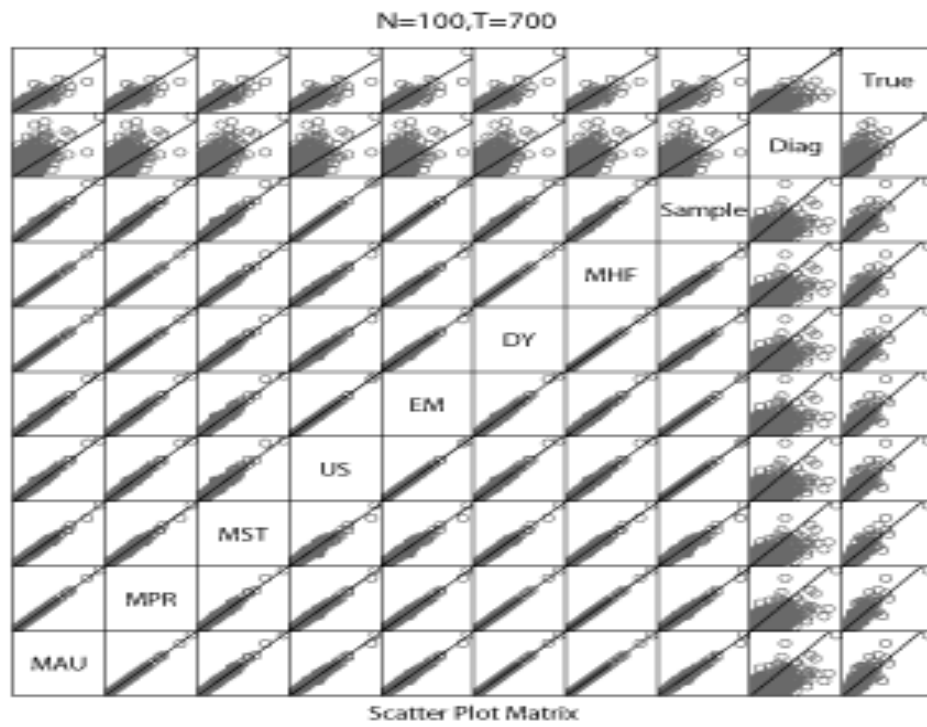 N=100,T=700
True
Diag
Sample
MHF
DY
EM
US
MST
MPR
MAU
Scatter Plot Matrix